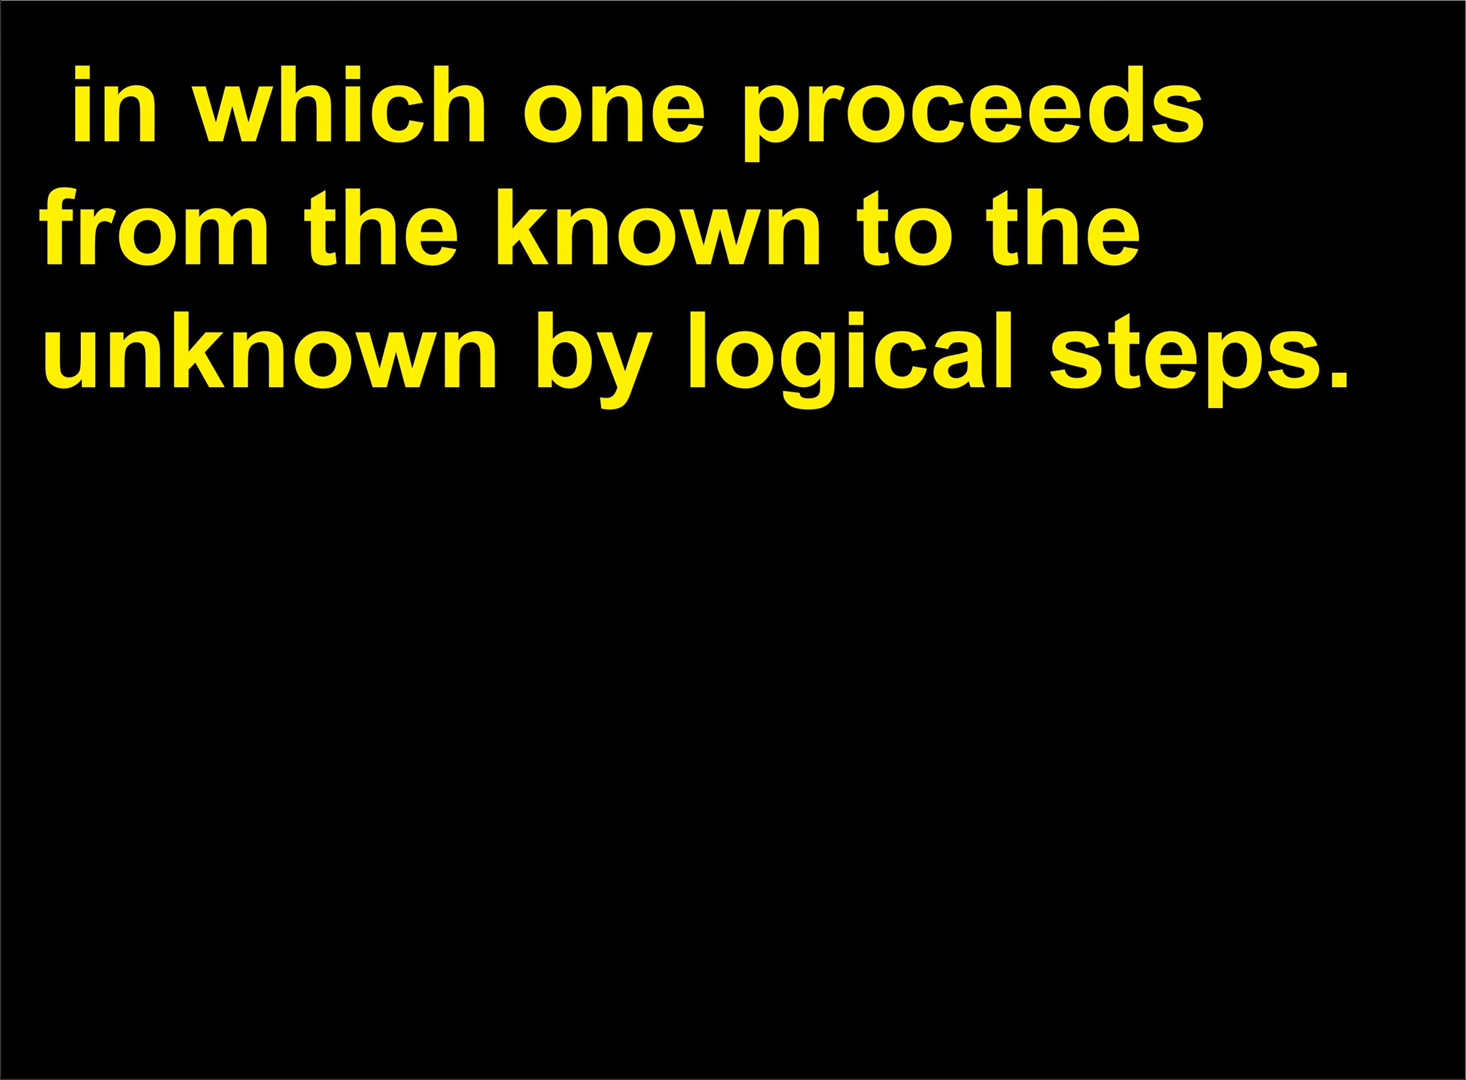 in which one proceeds
from the known to the
unknown by logical steps.